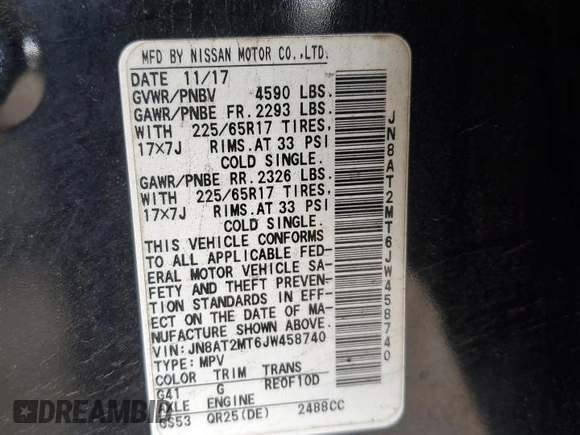 MFD BY NISSAN MOTOR CO.,LTD.
DATE 11/17
GVWR/PNBV 4590 LBS.
GAWR/PNBE FR. 2293 LBS.
WITH 225/65R17 TIRES,
17×7J RIMS.AT 33 PSI
COLD SINGLE.
GAWR/PNBE RR. 2326 LBS.
WITH 225/65R17 TIRES,
17×7J RIMS.AT 33 PSI
COLD SINGLE.
THIS VEHICLE CONFORMS
TO ALL APPLICABLE FED-
ERAL MOTOR VEHICLE SA-
FETY AND THEFT PREVEN-
TION STANDARDS IN EFF-
ECT ON THE DATE OF MA-
NUFACTURE SHOWN ABOVE.
VIN: JN8AT2MT6JW458740
TYPE: MPV
COLOR TRIM TRANS
G41 G RE0F10D
AXLE ENGINE
GS53 QR25(DE) 2488CC
JN8AT2MT6JW458740
DREAMBID